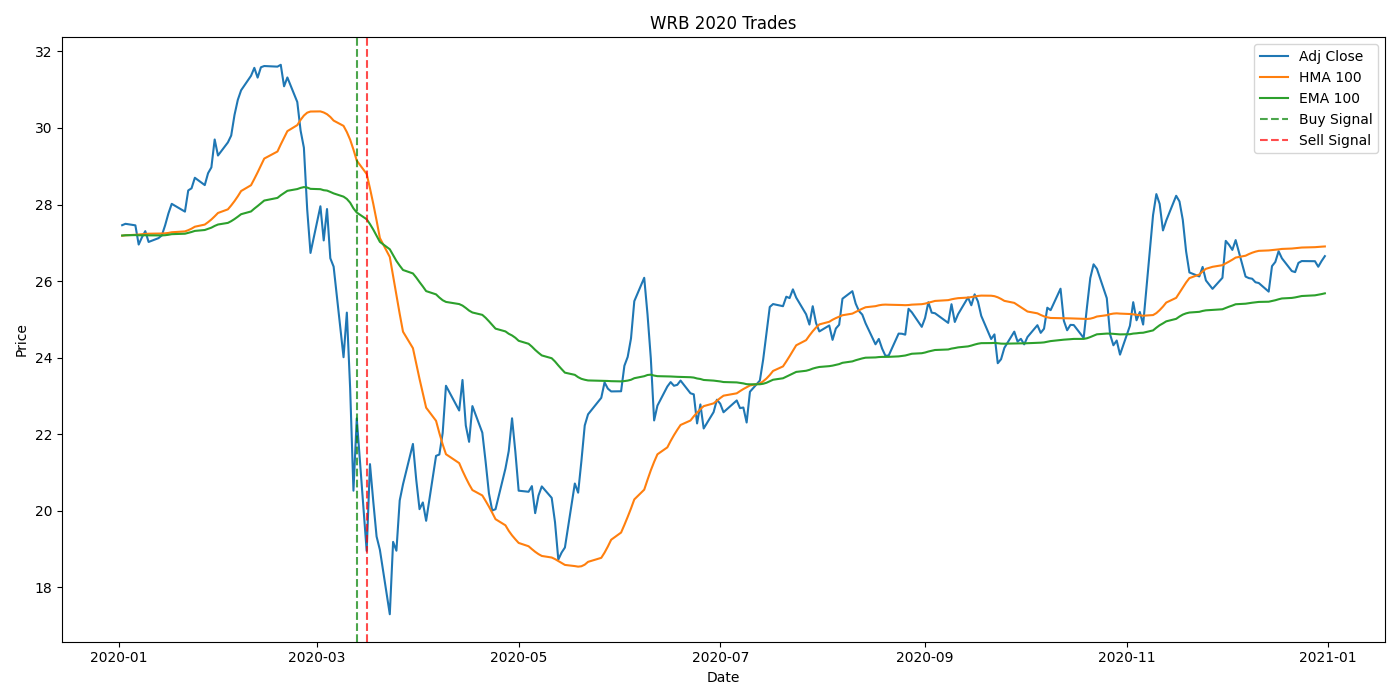 WRB 2020 Trades
Price
32
30
28
26
24
22
20
18
Adj Close
HMA 100
EMA 100
Buy Signal
Sell Signal
2020-01
2020-03
2020-05
2020-07
2020-09
2020-11
2021-01
Date